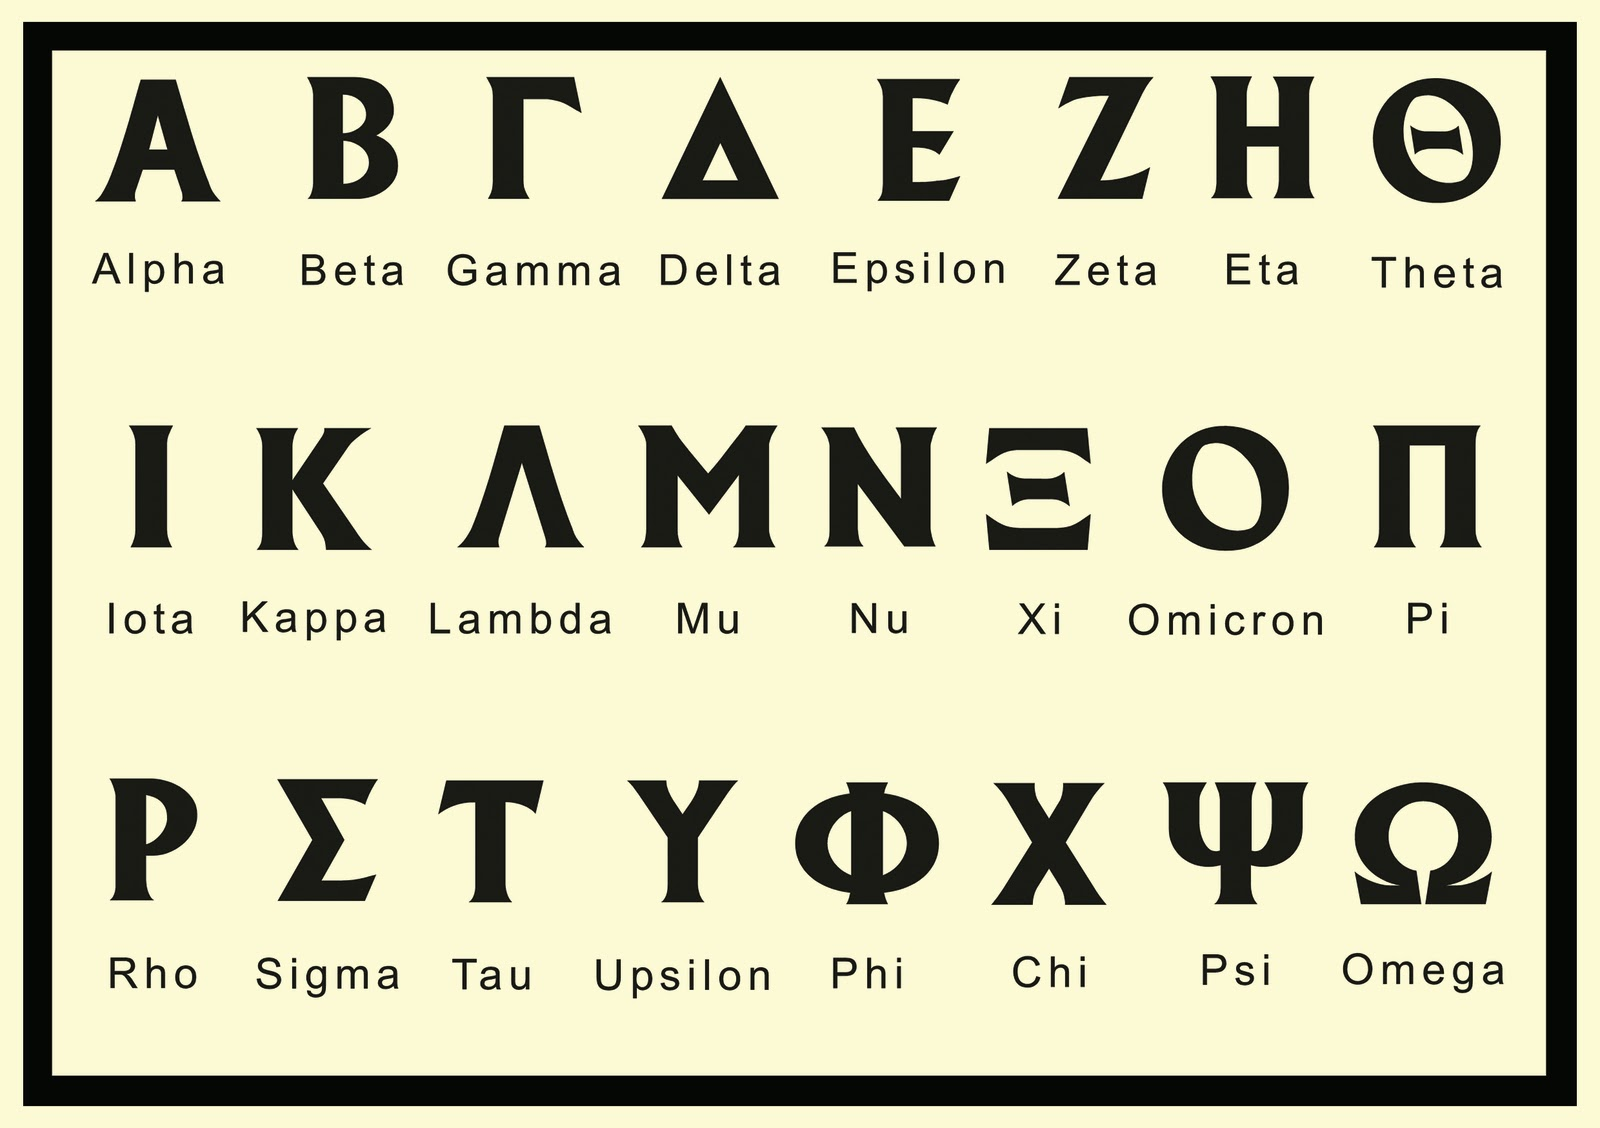 Α Β Γ Δ Ε Ζ Η Θ
Alpha Beta Gamma Delta Epsilon Zeta Eta Theta
Ι Κ Λ Μ Ν Ξ Ο Π
Iota Kappa Lambda Mu Nu Xi Omicron Pi
Ρ Σ Τ Υ Φ Χ Ψ Ω
Rho Sigma Tau Upsilon Phi Chi Psi Omega